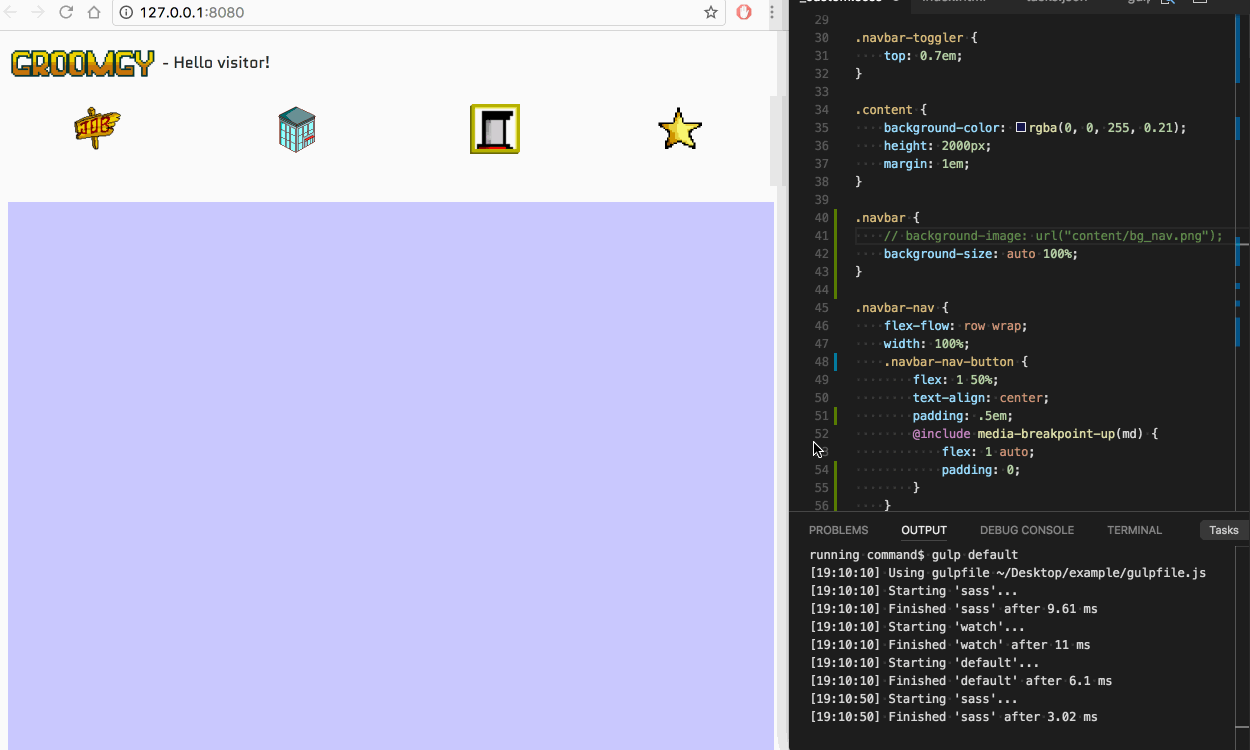 127.0.0.1:8080
GROOMGY - Hello visitor!
JOB
29
30 .navbar-toggler {
31 top: 0.7em;
32 }
33
34 .content {
35 background-color: rgba(0, 0, 255, 0.21);
36 height: 2000px;
37 margin: 1em;
38 }
39
40 .navbar {
41 // background-image: url("content/bg_nav.png");
42 background-size: auto 100%;
43 }
44
45 .navbar-nav {
46 flex-flow: row wrap;
47 width: 100%;
48 .navbar-nav-button {
49 flex: 1 50%;
50 text-align: center;
51 padding: .5em;
52 @include media-breakpoint-up(md) {
3 flex: 1 auto;
54 padding: 0;
55 }
56 }
PROBLEMS OUTPUT DEBUG CONSOLE TERMINAL Tasks
running command$ gulp default
[19:10:10] Using gulpfile ~/Desktop/example/gulpfile.js
[19:10:10] Starting 'sass'...
[19:10:10] Finished 'sass' after 9.61 ms
[19:10:10] Starting 'watch'...
[19:10:10] Finished 'watch' after 11 ms
[19:10:10] Starting 'default'...
[19:10:10] Finished 'default' after 6.1 ms
[19:10:50] Starting 'sass'...
[19:10:50] Finished 'sass' after 3.02 ms